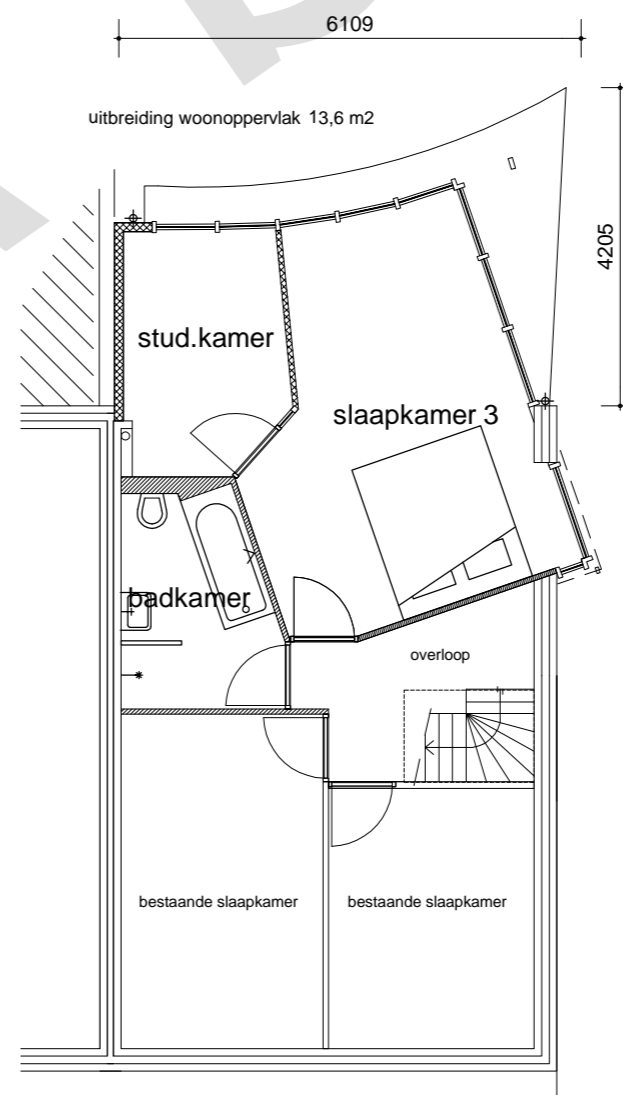 6109
uitbreiding woonoppervlak 13,6 m2
4205
stud.kamer
slaapkamer 3
badkamer
overloop
bestaande slaapkamer
bestaande slaapkamer